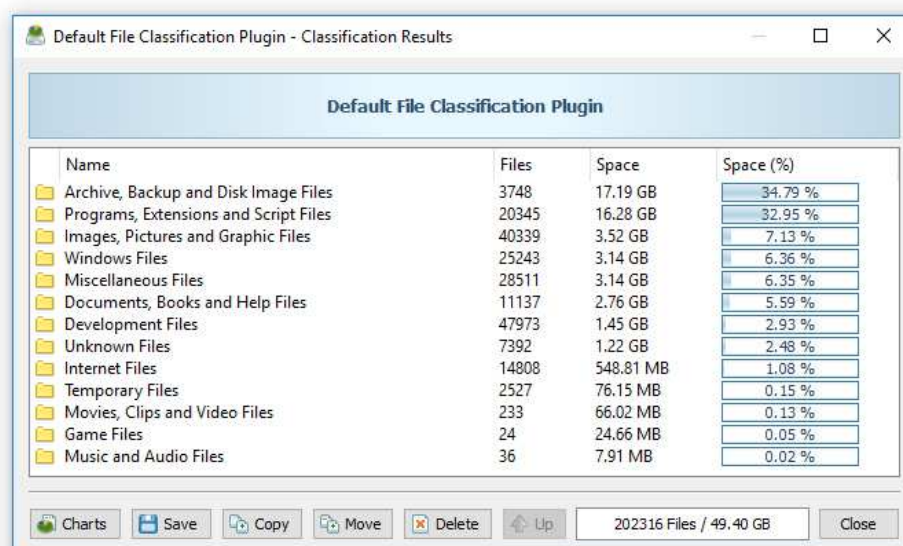 Default File Classification Plugin - Classification Results
Default File Classification Plugin
Name Files Space Space (%)
Archive, Backup and Disk Image Files 3748 17.19 GB 34.79 %
Programs, Extensions and Script Files 20345 16.28 GB 32.95 %
Images, Pictures and Graphic Files 40339 3.52 GB 7.13 %
Windows Files 25243 3.14 GB 6.36 %
Miscellaneous Files 28511 3.14 GB 6.35 %
Documents, Books and Help Files 11137 2.76 GB 5.59 %
Development Files 47973 1.45 GB 2.93 %
Unknown Files 7392 1.22 GB 2.48 %
Internet Files 14808 548.81 MB 1.08 %
Temporary Files 2527 76.15 MB 0.15 %
Movies, Clips and Video Files 233 66.02 MB 0.13 %
Game Files 24 24.66 MB 0.05 %
Music and Audio Files 36 7.91 MB 0.02 %
Charts Save Copy Move Delete Up 202316 Files / 49.40 GB Close